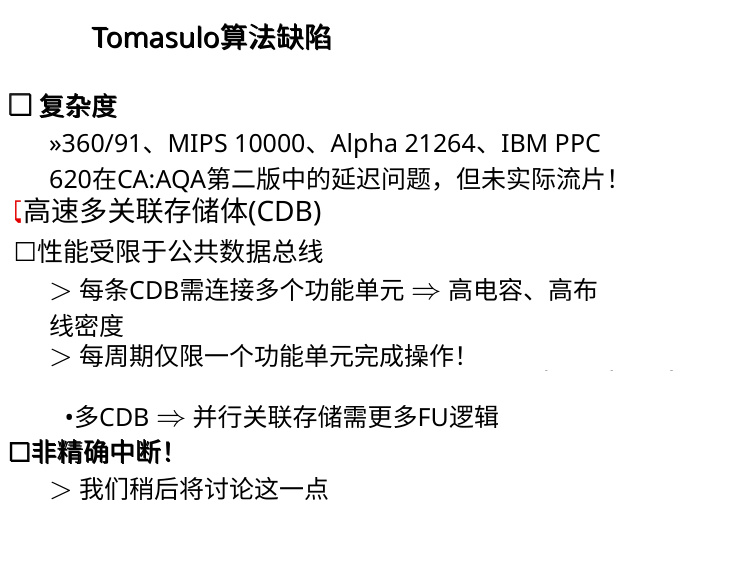 Tomasulo算法缺陷
□ 复杂度
»360/91、MIPS 10000、Alpha 21264、IBM PPC
620在CA:AQA第二版中的延迟问题，但未实际流片！
高速多关联存储体(CDB)
□性能受限于公共数据总线
> 每条CDB需连接多个功能单元 ⇒ 高电容、高布
线密度
> 每周期仅限一个功能单元完成操作！
•多CDB ⇒ 并行关联存储需更多FU逻辑
□非精确中断！
> 我们稍后将讨论这一点